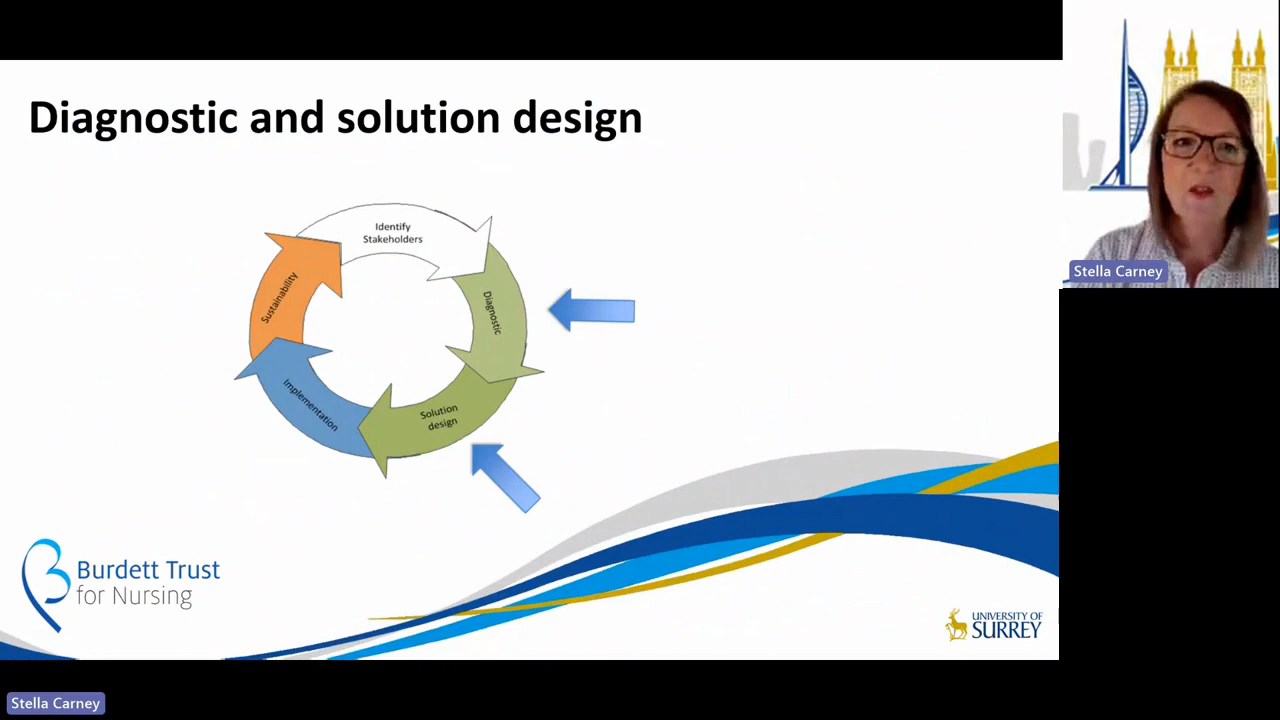 Diagnostic and solution design
Identify
Stakeholders
Diagnostic
Solution
design
Implementation
Sustainability
Burdett Trust
for Nursing
UNIVERSITY OF
SURREY
Stella Carney
Stella Carney